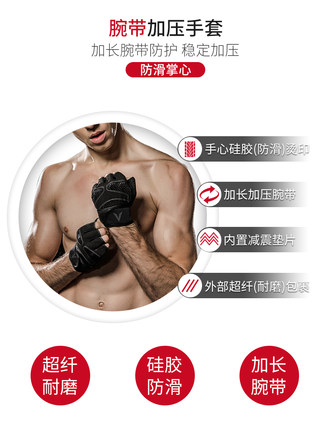 腕带加压手套
加长腕带防护 稳定加压
防滑掌心
手心硅胶(防滑)烫印
加长加压腕带
内置减震垫片
外部超纤(耐磨)包裹
超纤
耐磨
硅胶
防滑
加长
腕带